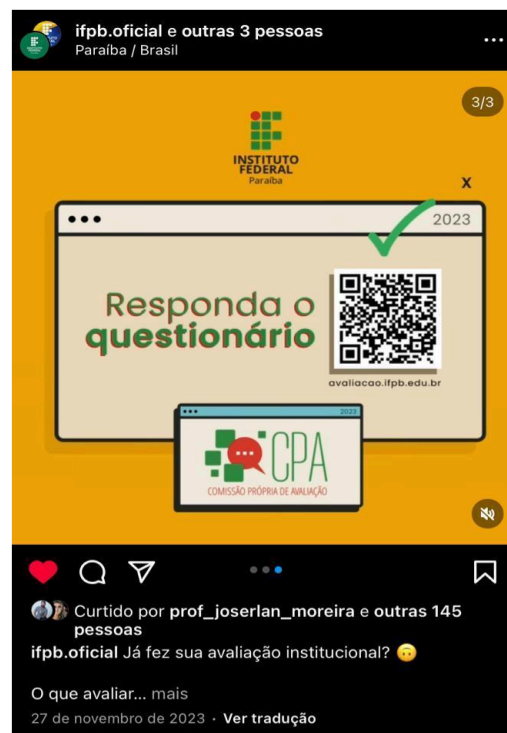 ifpb.oficial e outras 3 pessoas
Paraíba / Brasil
3/3
INSTITUTO
FEDERAL
Paraíba
X
2023
Responda o
questionário
avaliacao.ifpb.edu.br
2023
CPA
COMISSÃO PRÓPRIA DE AVALIAÇÃO
Curtido por prof_joserlan_moreira e outras 145
pessoas
ifpb.oficial Já fez sua avaliação institucional? 🙃
O que avaliar... mais
27 de novembro de 2023 · Ver tradução